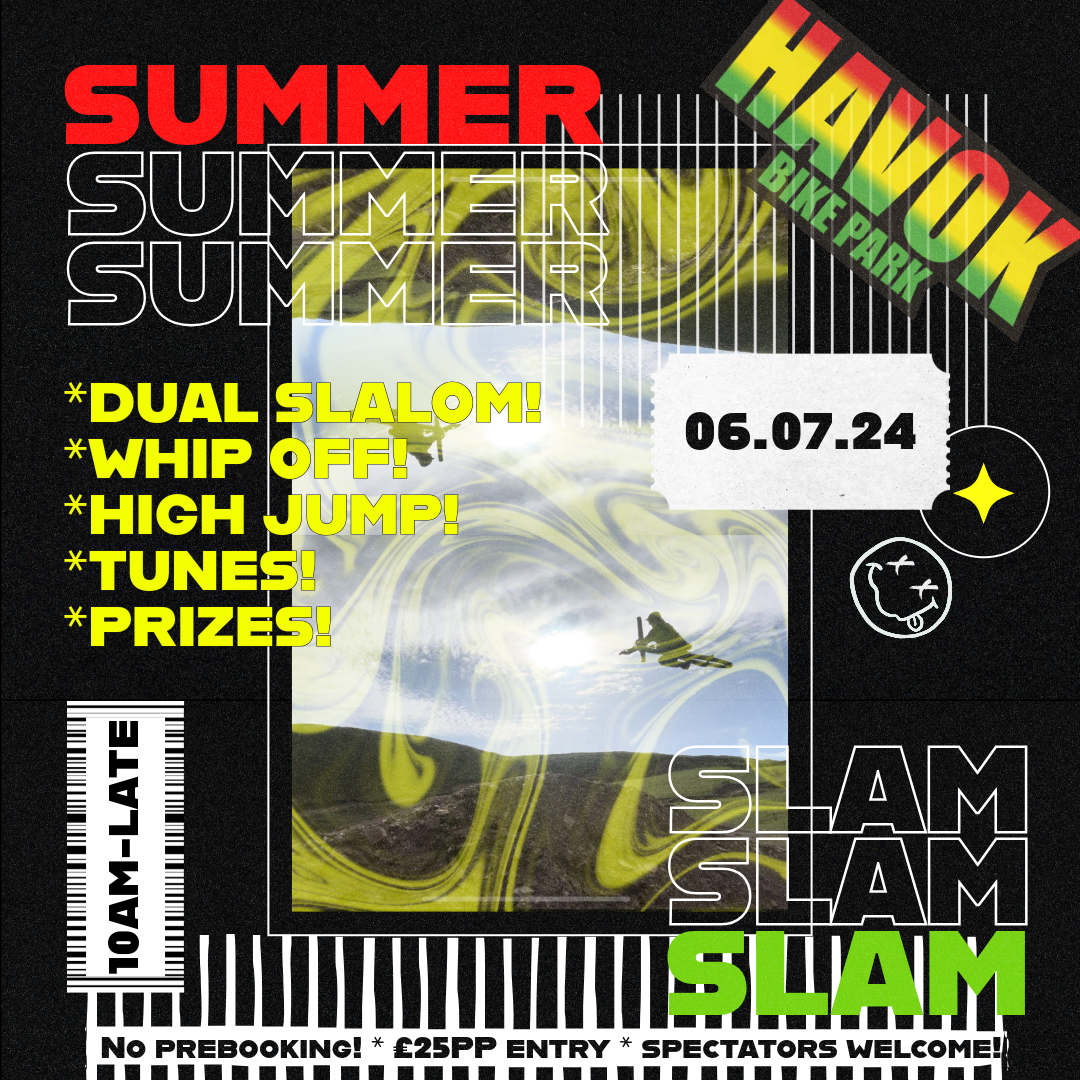 SUMMER
SUMMER
SUMMER
HAVOK
BIKE PARK
*DUAL SLALOM!
*WHIP OFF!
*HIGH JUMP!
*TUNES!
*PRIZES!
06.07.24
10AM-LATE
SLAM
SLAM
SLAM
No PREBOOKING! * £25PP ENTRY * SPECTATORS WELCOME!